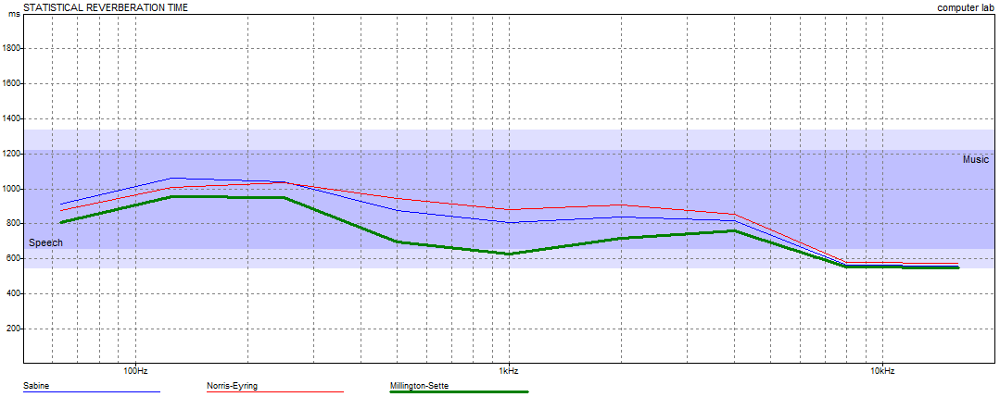 STATISTICAL REVERBERATION TIME computer lab
ms
1800
1600
1400
1200
Music
1000
800
Speech
600
400
200
100Hz 1kHz 10kHz
Sabine Norris-Eyring Millington-Sette